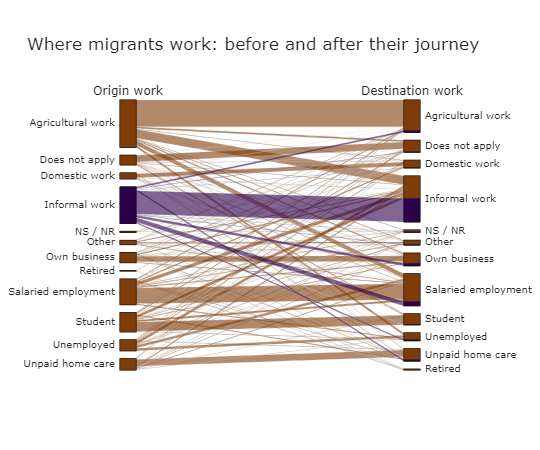 Where migrants work: before and after their journey
Origin work
Destination work
Agricultural work
Does not apply
Domestic work
Informal work
NS / NR
Other
Own business
Retired
Salaried employment
Student
Unemployed
Unpaid home care
Agricultural work
Does not apply
Domestic work
Informal work
NS / NR
Other
Own business
Salaried employment
Student
Unemployed
Unpaid home care
Retired